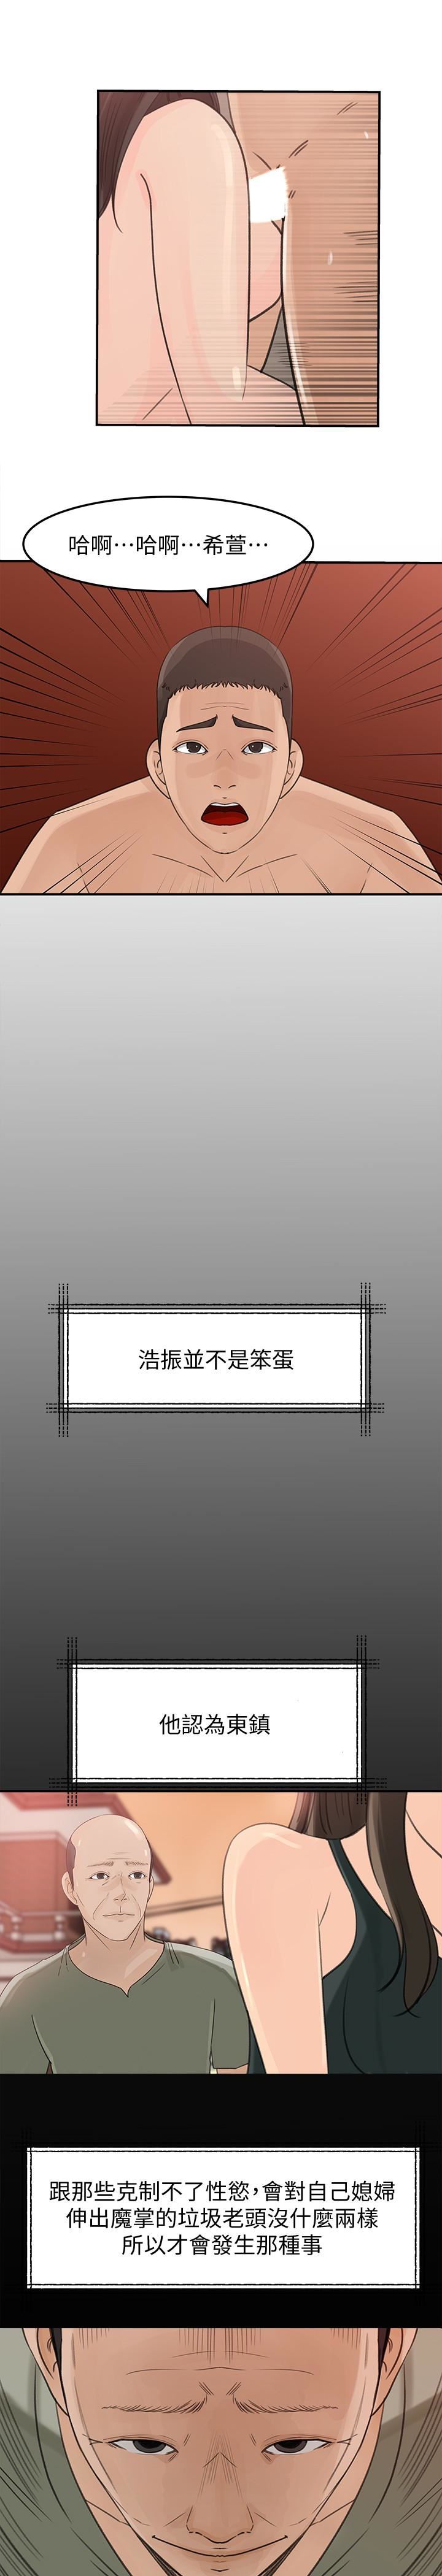 哈啊⋯哈啊⋯希萱⋯
浩振並不是笨蛋
他認為東鎮
跟那些克制不了性慾，會對自己媳婦
伸出魔掌的垃圾老頭沒什麼兩樣
所以才會發生那種事